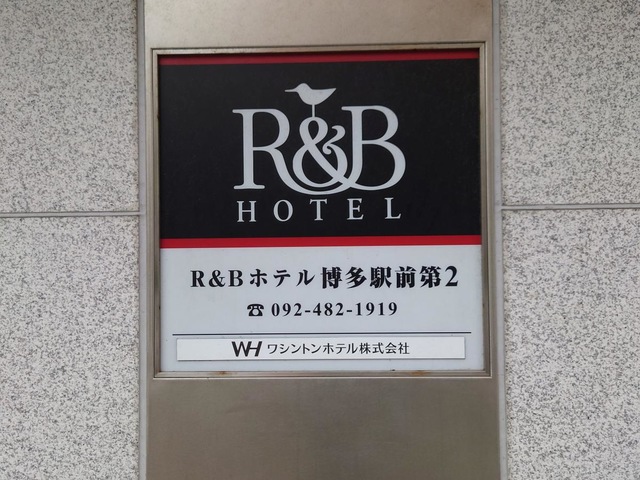 R&B
HOTEL
R&Bホテル博多駅前第2
☎ 092-482-1919
WH ワシントンホテル株式会社